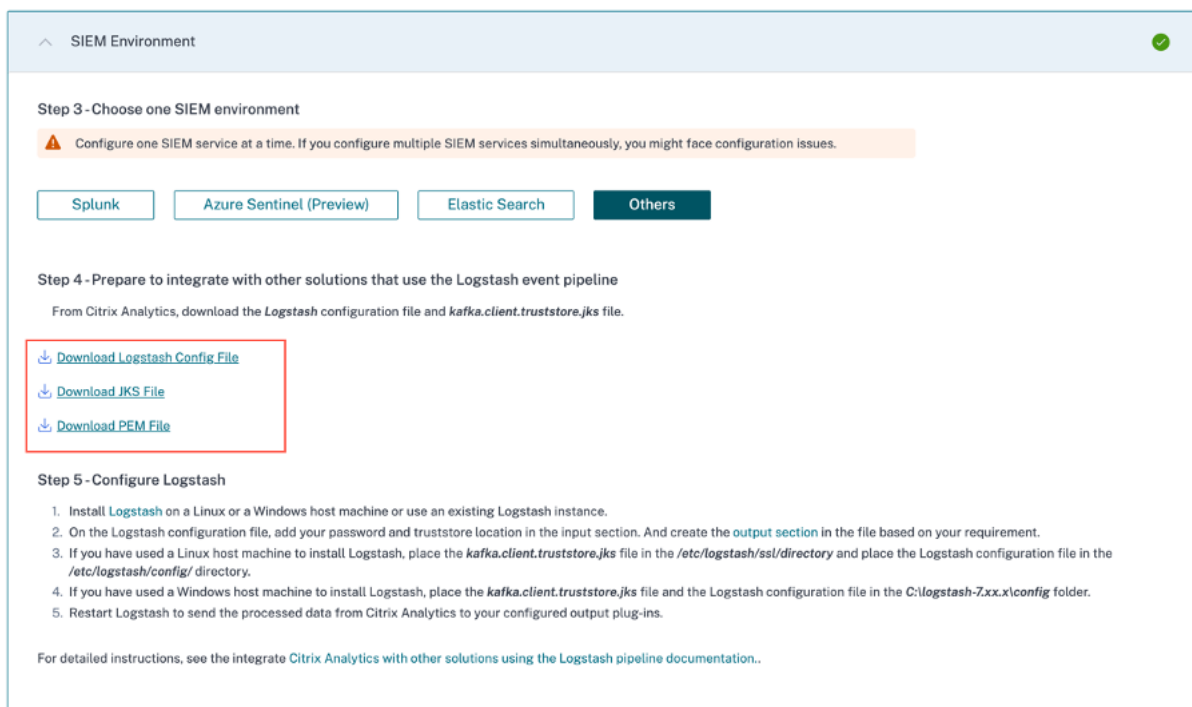 SIEM Environment
Step 3 - Choose one SIEM environment
Configure one SIEM service at a time. If you configure multiple SIEM services simultaneously, you might face configuration issues.
Splunk
Azure Sentinel (Preview)
Elastic Search
Others
Step 4 - Prepare to integrate with other solutions that use the Logstash event pipeline
From Citrix Analytics, download the Logstash configuration file and kafka.client.truststore.jks file.
Download Logstash Config File
Download JKS File
Download PEM File
Step 5 - Configure Logstash
1. Install Logstash on a Linux or a Windows host machine or use an existing Logstash instance.
2. On the Logstash configuration file, add your password and truststore location in the input section. And create the output section in the file based on your requirement.
3. If you have used a Linux host machine to install Logstash, place the kafka.client.truststore.jks file in the /etc/logstash/ssl/directory and place the Logstash configuration file in the
/etc/logstash/config/ directory.
4. If you have used a Windows host machine to install Logstash, place the kafka.client.truststore.jks file and the Logstash configuration file in the C:\logstash-7.xx.x\config folder.
5. Restart Logstash to send the processed data from Citrix Analytics to your configured output plug-ins.
For detailed instructions, see the integrate Citrix Analytics with other solutions using the Logstash pipeline documentation..